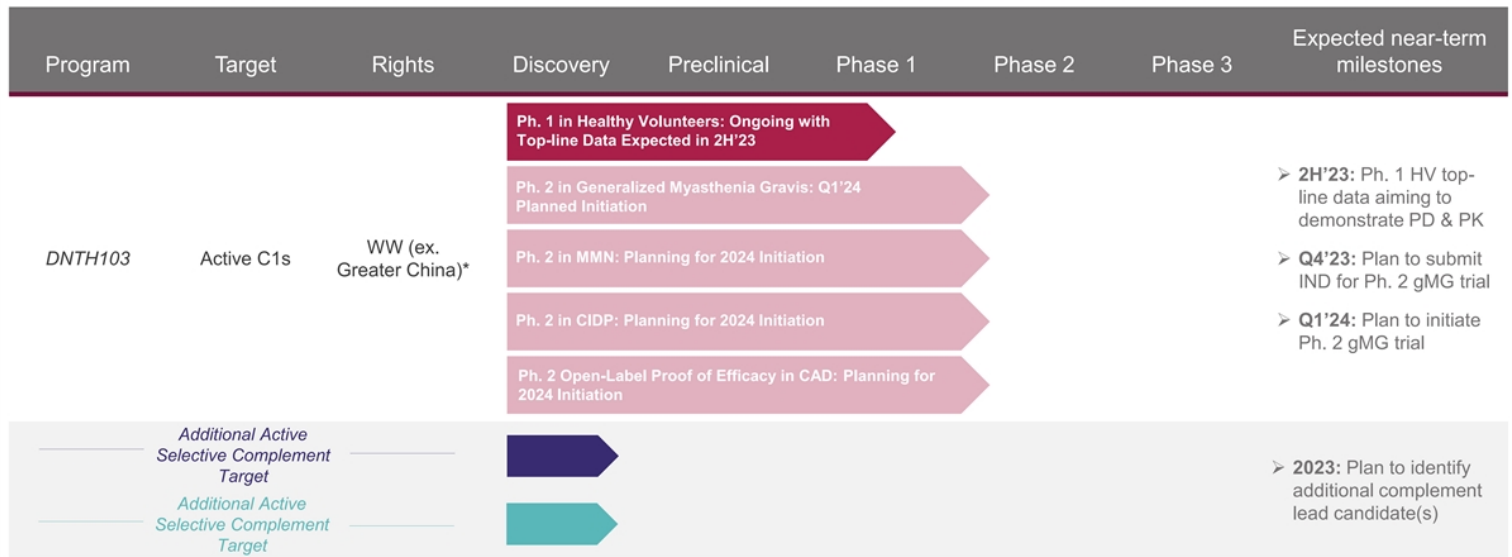 Program
Target
Rights
Discovery
Preclinical
Phase 1
Phase 2
Phase 3
Expected near-term
milestones
DNTH103
Active C1s
WW (ex.
Greater China)*
Ph. 1 in Healthy Volunteers: Ongoing with
Top-line Data Expected in 2H'23
Ph. 2 in Generalized Myasthenia Gravis: Q1'24
Planned Initiation
Ph. 2 in MMN: Planning for 2024 Initiation
Ph. 2 in CIDP: Planning for 2024 Initiation
Ph. 2 Open-Label Proof of Efficacy in CAD: Planning for
2024 Initiation
➢ 2H'23: Ph. 1 HV top-
line data aiming to
demonstrate PD & PK
➢ Q4'23: Plan to submit
IND for Ph. 2 gMG trial
➢ Q1'24: Plan to initiate
Ph. 2 gMG trial
Additional Active
Selective Complement
Target
Additional Active
Selective Complement
Target
➢ 2023: Plan to identify
additional complement
lead candidate(s)